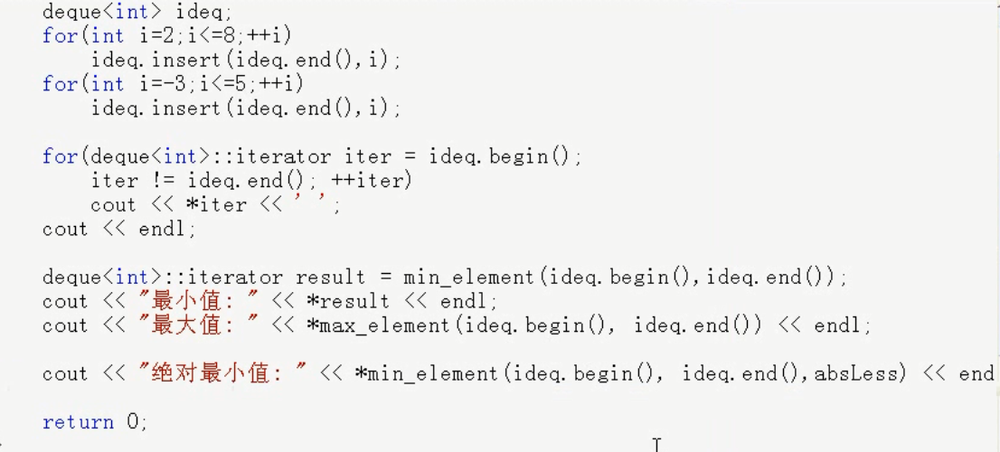 deque<int> ideq;
for(int i=2;i<=8;++i)
    ideq.insert(ideq.end(),i);
for(int i=-3;i<=5;++i)
    ideq.insert(ideq.end(),i);
for(deque<int>::iterator iter = ideq.begin();
    iter != ideq.end(); ++iter)
    cout << *iter << ' ';
cout << endl;
deque<int>::iterator result = min_element(ideq.begin(),ideq.end());
cout << "最小值: " << *result << endl;
cout << "最大值: " << *max_element(ideq.begin(), ideq.end()) << endl;
cout << "绝对最小值: " << *min_element(ideq.begin(), ideq.end(),absLess) << end
return 0;